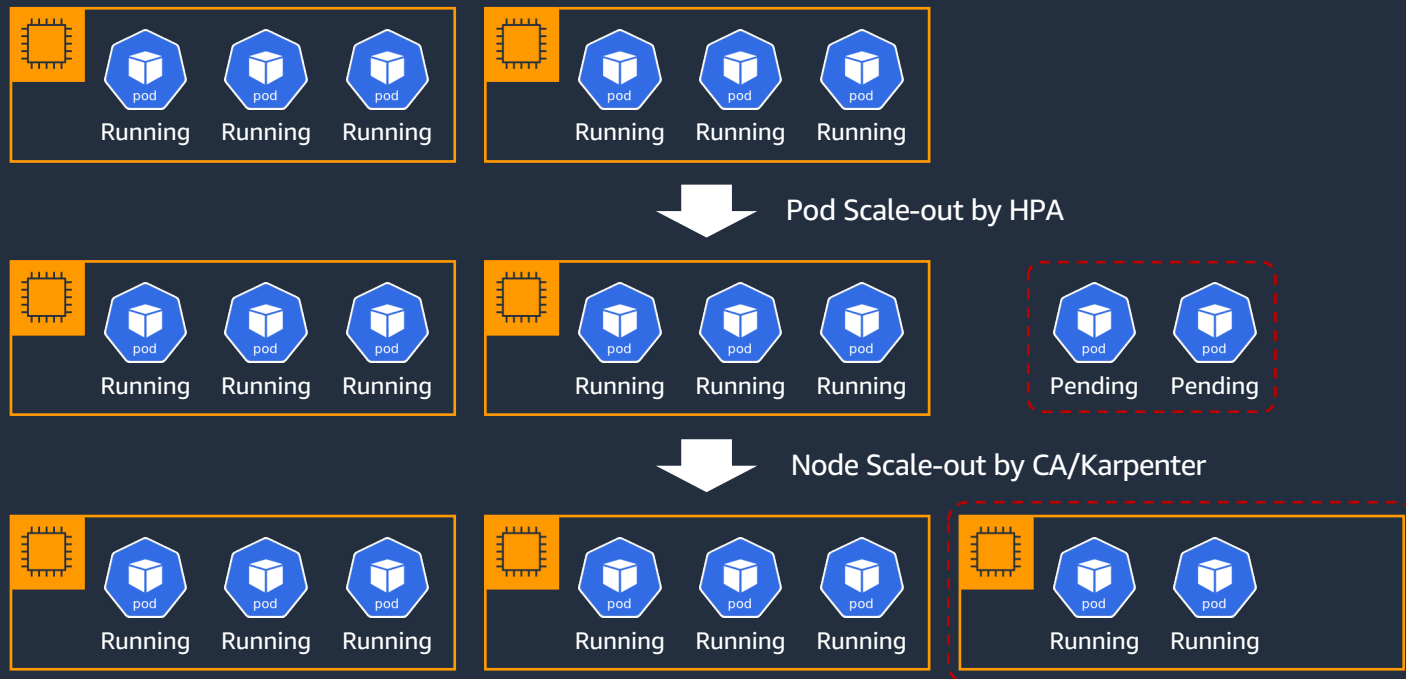 pod pod pod pod pod pod
Running Running Running Running Running Running
Pod Scale-out by HPA
pod pod pod pod pod pod pod pod
Running Running Running Running Running Running Pending Pending
Node Scale-out by CA/Karpenter
pod pod pod pod pod pod pod pod
Running Running Running Running Running Running Running Running